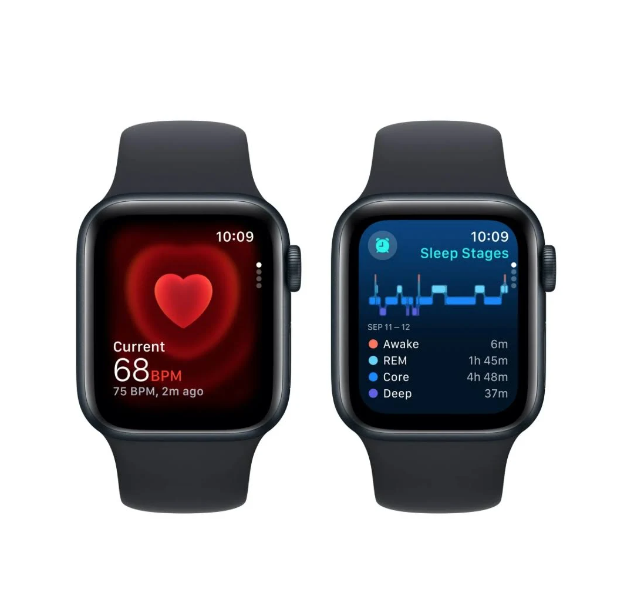 10:09
Current
68BPM
75 BPM, 2m ago
10:09
Sleep Stages
SEP 11 – 12
Awake 6m
REM 1h 45m
Core 4h 48m
Deep 37m